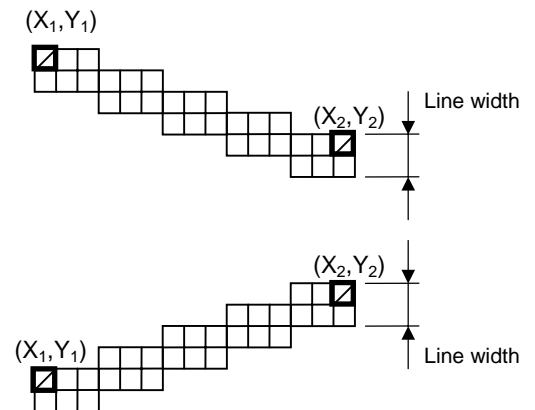 (X₁,Y₁)
Line width
(X₂,Y₂)
(X₂,Y₂)
(X₁,Y₁)
Line width